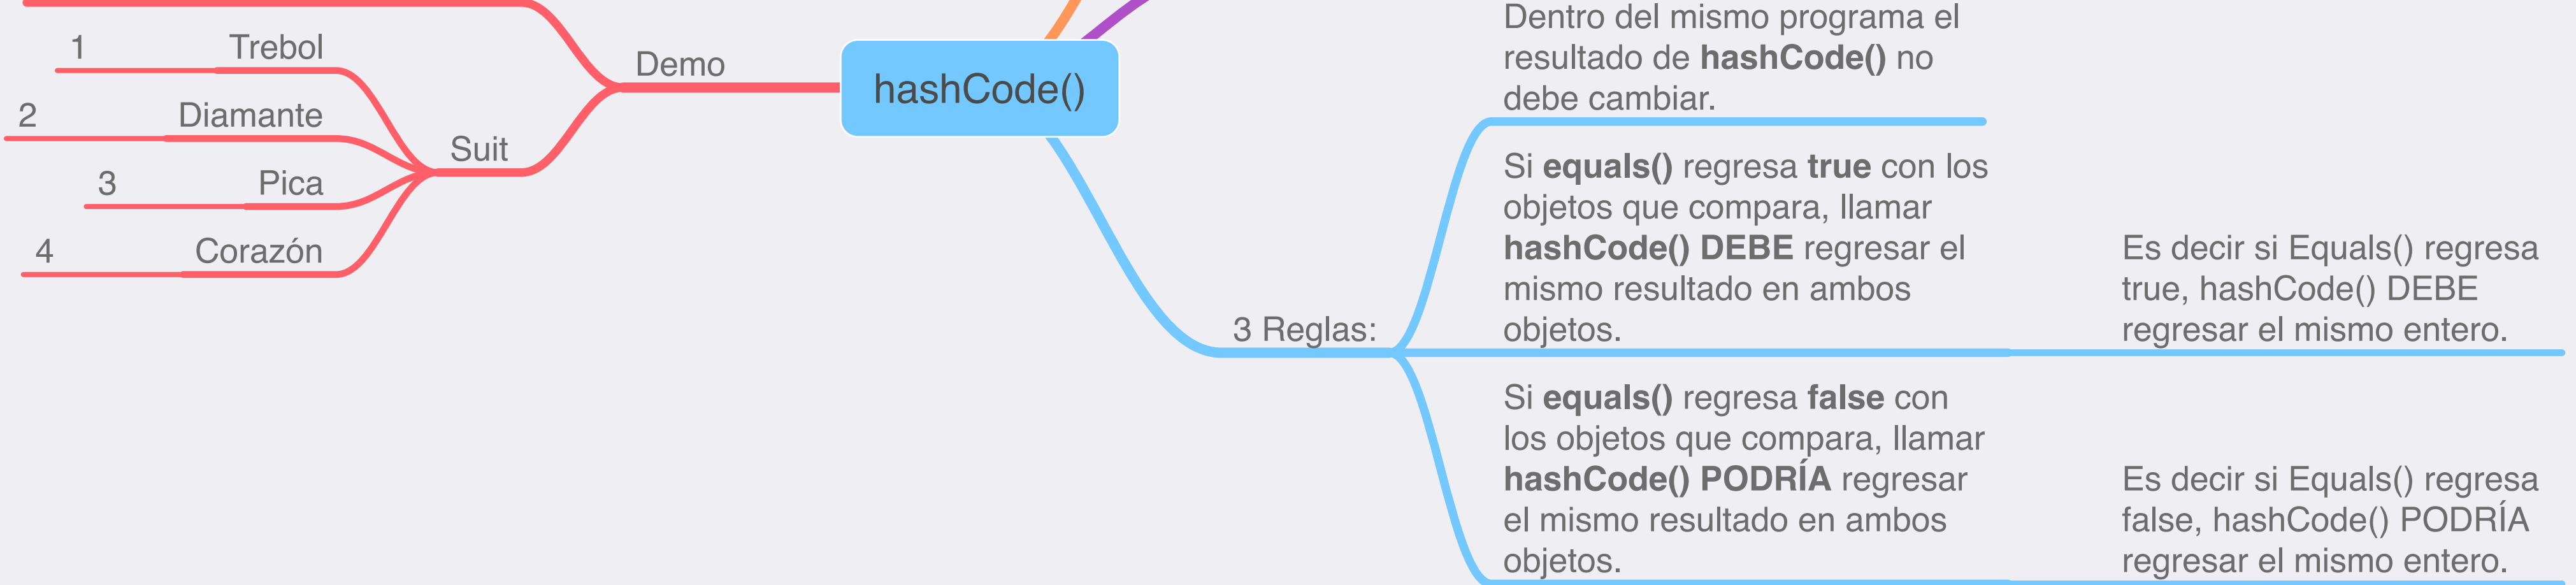 hashCode()
Demo
Suit
Trebol
1
Diamante
2
Pica
3
Corazón
4
3 Reglas:
Dentro del mismo programa el
resultado de hashCode() no
debe cambiar.
Si equals() regresa true con los
objetos que compara, llamar
hashCode() DEBE regresar el
mismo resultado en ambos
objetos.
Es decir si Equals() regresa
true, hashCode() DEBE
regresar el mismo entero.
Si equals() regresa false con
los objetos que compara, llamar
hashCode() PODRÍA regresar
el mismo resultado en ambos
objetos.
Es decir si Equals() regresa
false, hashCode() PODRÍA
regresar el mismo entero.